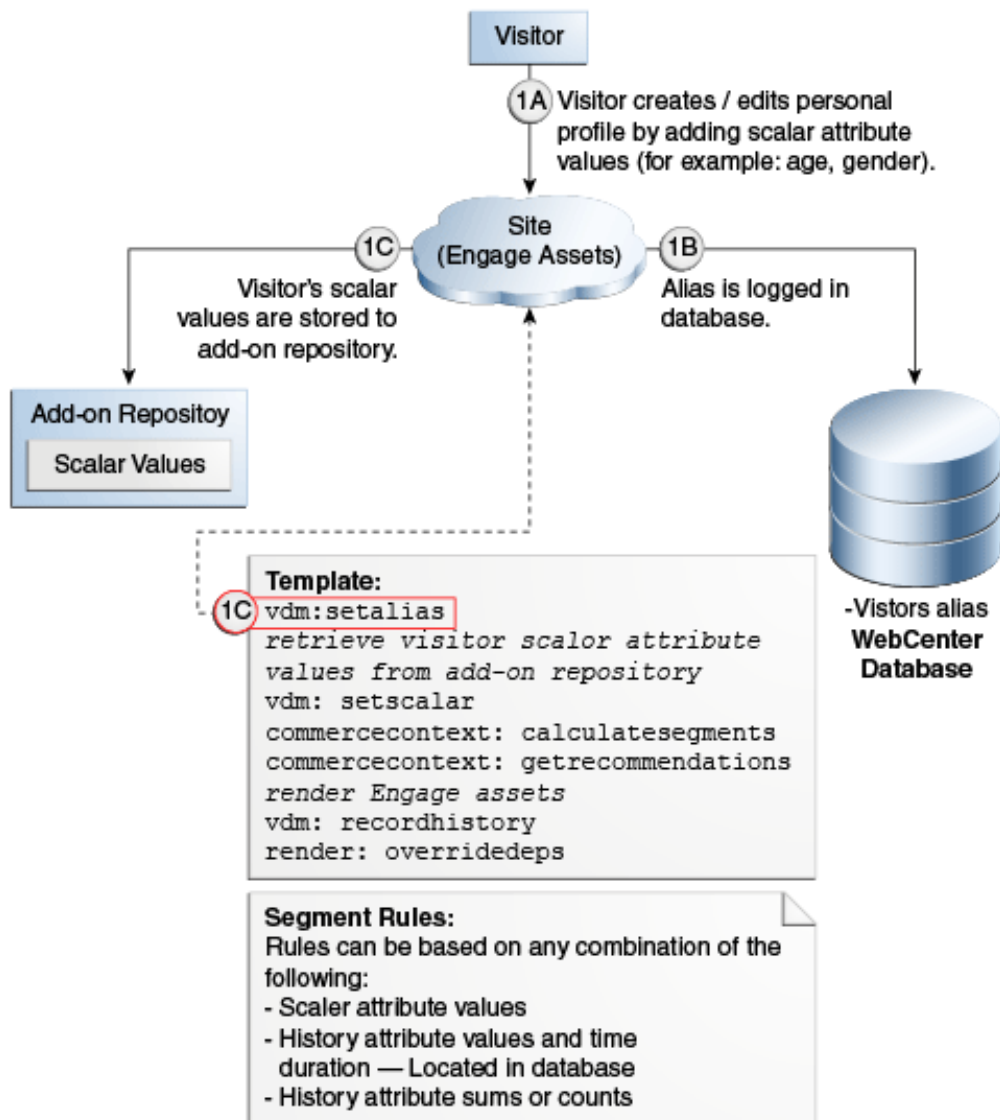 Visitor
1A
Visitor creates / edits personal
profile by adding scalar attribute
values (for example: age, gender).
Site
(Engage Assets)
1C
Visitor's scalar
values are stored to
add-on repository.
1B
Alias is logged in
database.
Add-on Repositoy
Scalar Values
-Vistors alias
WebCenter
Database
Template:
1C
vdm:setalias
retrieve visitor scalor attribute
values from add-on repository
vdm: setscalar
commercecontext: calculatesegments
commercecontext: getrecommendations
render Engage assets
vdm: recordhistory
render: overridedeps
Segment Rules:
Rules can be based on any combination of the
following:
- Scaler attribute values
- History attribute values and time
duration — Located in database
- History attribute sums or counts